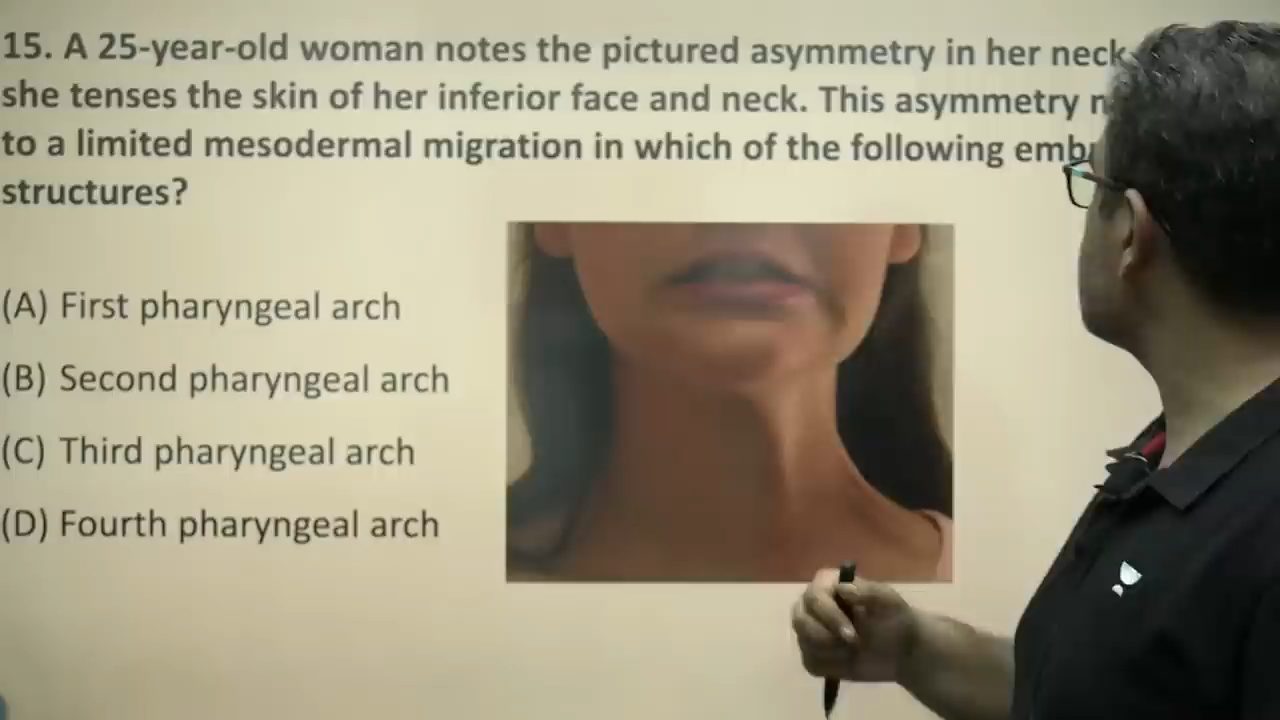 15. A 25-year-old woman notes the pictured asymmetry in her neck
she tenses the skin of her inferior face and neck. This asymmetry
to a limited mesodermal migration in which of the following
structures?
(A) First pharyngeal arch
(B) Second pharyngeal arch
(C) Third pharyngeal arch
(D) Fourth pharyngeal arch